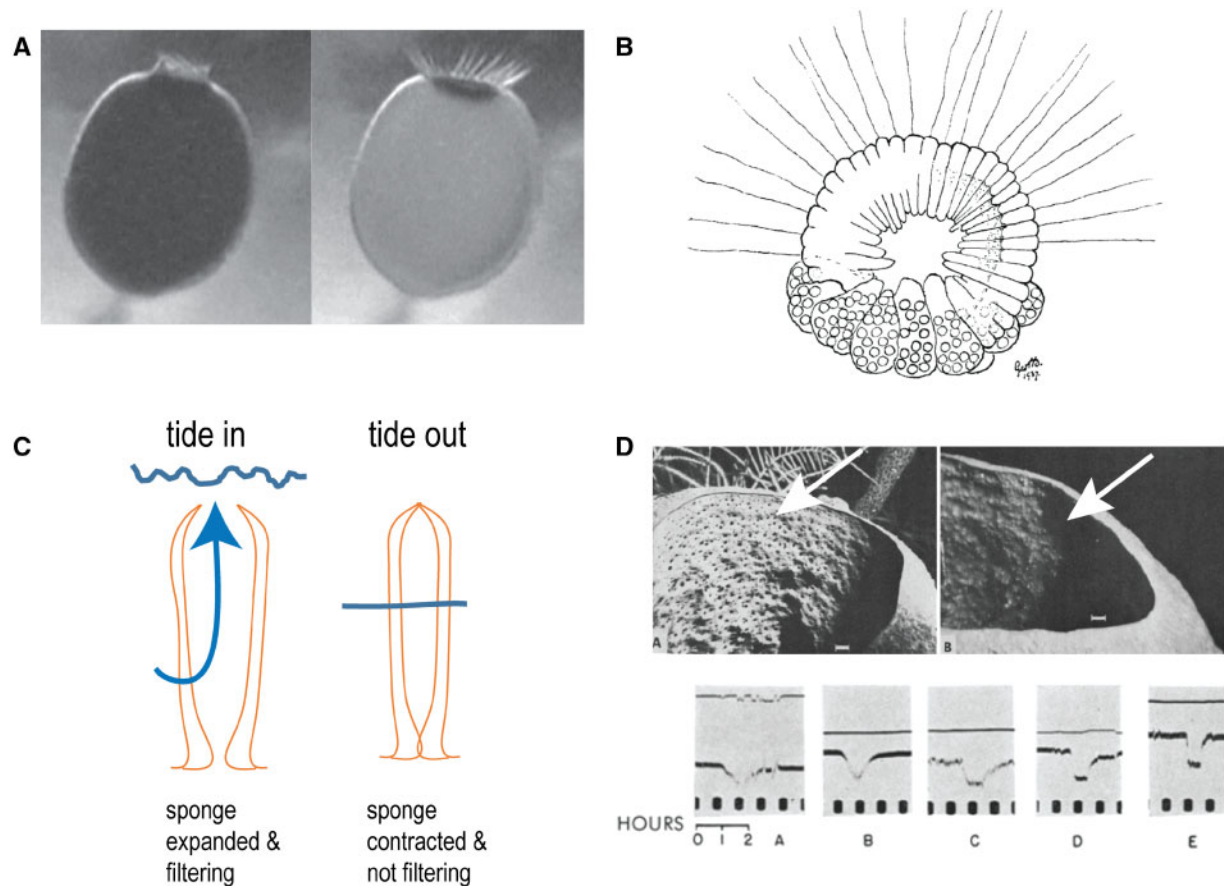 A
B
C
tide in
tide out
sponge
expanded &
filtering
sponge
contracted &
not filtering
D
A
B
HOURS
0 1 2
A
B
C
D
E